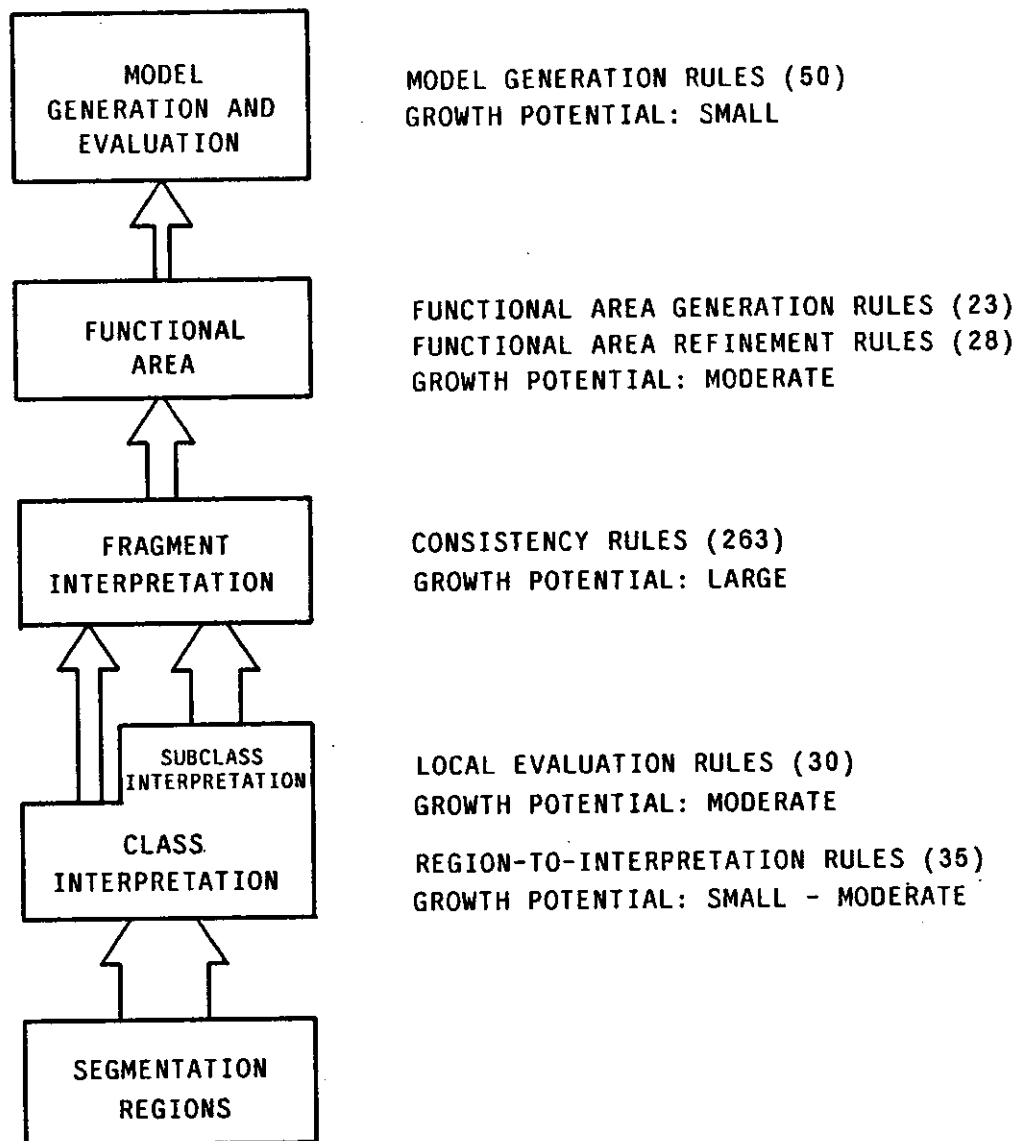 MODEL
GENERATION AND
EVALUATION
MODEL GENERATION RULES (50)
GROWTH POTENTIAL: SMALL
FUNCTIONAL
AREA
FUNCTIONAL AREA GENERATION RULES (23)
FUNCTIONAL AREA REFINEMENT RULES (28)
GROWTH POTENTIAL: MODERATE
FRAGMENT
INTERPRETATION
CONSISTENCY RULES (263)
GROWTH POTENTIAL: LARGE
SUBCLASS
INTERPRETATION
LOCAL EVALUATION RULES (30)
GROWTH POTENTIAL: MODERATE
CLASS
INTERPRETATION
REGION-TO-INTERPRETATION RULES (35)
GROWTH POTENTIAL: SMALL - MODERATE
SEGMENTATION
REGIONS